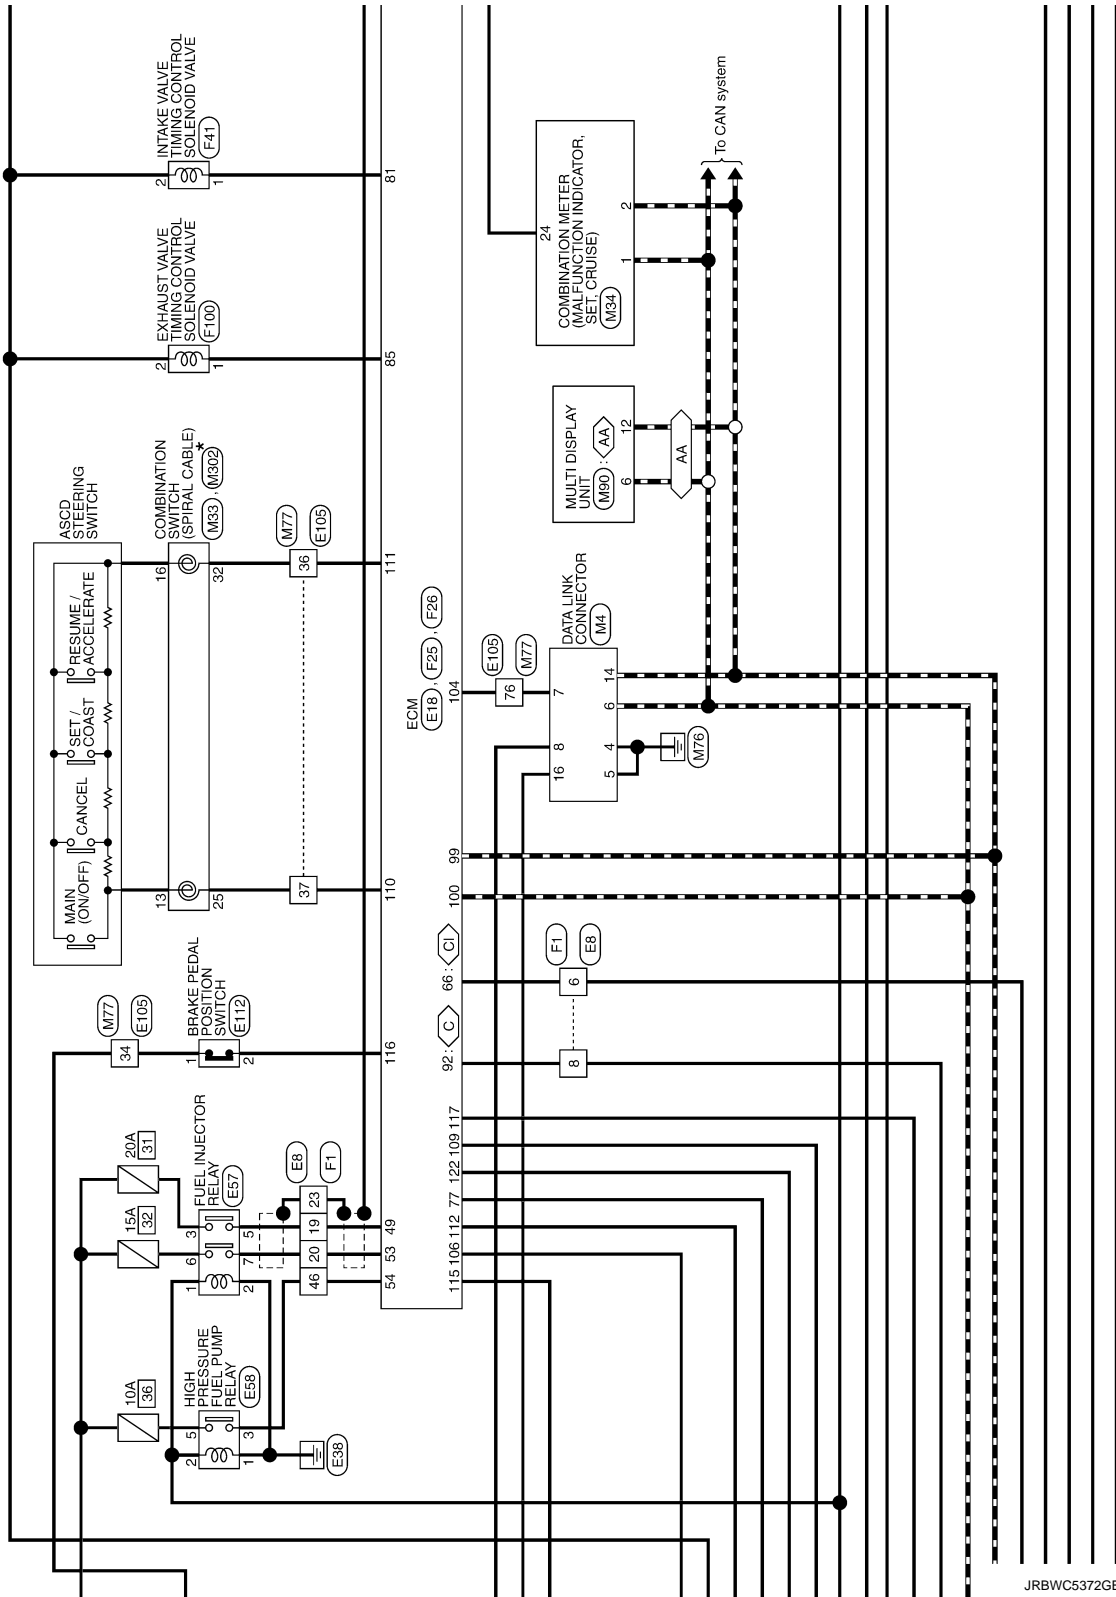 INTAKE VALVE
TIMING CONTROL
SOLENOID VALVE
F41
2
1
81
EXHAUST VALVE
TIMING CONTROL
SOLENOID VALVE
F100
2
1
85
ASCD
STEERING
SWITCH
RESUME /
ACCELERATE
SET /
COAST
CANCEL
MAIN
(ON/OFF)
COMBINATION
SWITCH
(SPIRAL CABLE)
M33 , M302 *
16
32
13
25
M77
E105
36
37
111
110
M77
E105
34
BRAKE PEDAL
POSITION
SWITCH
E112
1
2
116
20A
31
15A
32
FUEL INJECTOR
RELAY
E57
3
5
6
7
1
2
E8
F1
23
19
20
46
49
53
54
10A
36
HIGH
PRESSURE
FUEL PUMP
RELAY
E58
5
3
2
1
E38
ECM
E18 , F25 , F26
104
E105
M77
76
99
100
66 : CI
92 : C
F1
E8
6
8
117
109
122
77
112
106
115
DATA LINK
CONNECTOR
M4
7
8
16
14
6
4
5
M76
MULTI DISPLAY
UNIT
M90 : AA
12
6
AA
24
COMBINATION METER
(MALFUNCTION INDICATOR,
SET, CRUISE)
M34
2
1
To CAN system
JRBWC5372GE